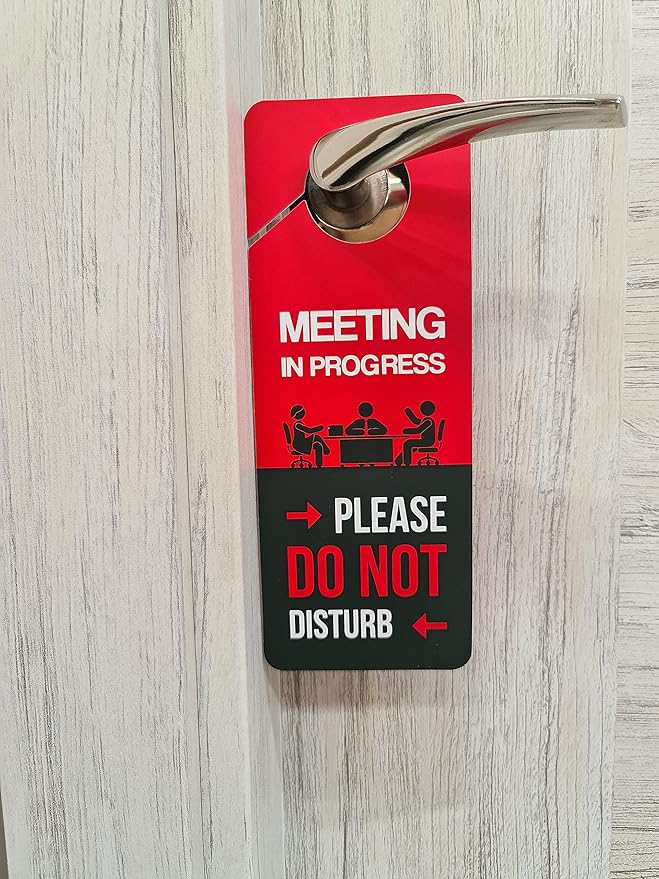 MEETING
IN PROGRESS
PLEASE
DO NOT
DISTURB